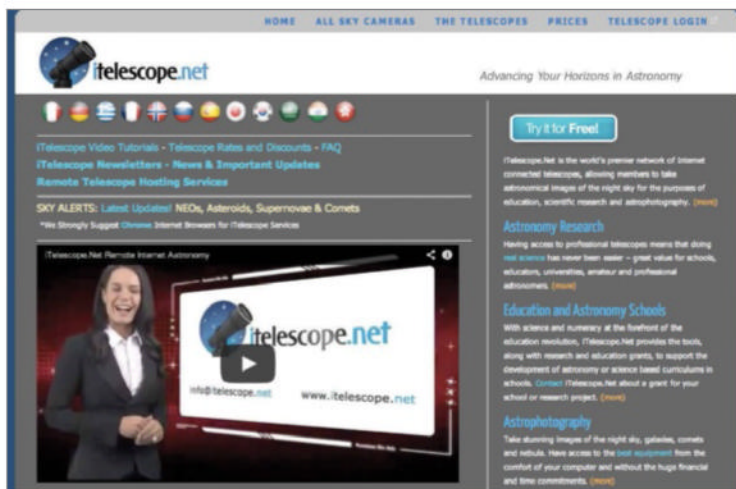 HOME ALL SKY CAMERAS THE TELESCOPES PRICES TELESCOPE LOGIN
itelescope.net
Advancing Your Horizons in Astronomy
iTelescope Video Tutorials - Telescope Rates and Discounts - FAQ
iTelescope Newsletters - News & Important Updates
Remote Telescope Hosting Services
SKY ALERTS: Latest Updates! NEOs, Asteroids, Supernovae & Comets
*We Strongly Suggest Chrome Internet Browsers for iTelescope Services
iTelescope.Net Remote Internet Astronomy
itelescope.net
info@itelescope.net www.itelescope.net
Try it for Free!
iTelescope.Net is the world's premier network of Internet
connected telescopes, allowing members to take
astronomical images of the night sky for the purposes of
education, scientific research and astrophotography. (more)
Astronomy Research
Having access to professional telescopes means that doing
real science has never been easier – great value for schools,
educators, universities, amateur and professional
astronomers. (more)
Education and Astronomy Schools
With science and numeracy at the forefront of the
education revolution, iTelescope.Net provides the tools,
along with research and education grants, to support the
development of astronomy or science based curriculums in
schools. Contact iTelescope.Net about a grant for your
school or research project. (more)
Astrophotography
Take stunning images of the night sky, galaxies, comets
and nebula. Have access to the best equipment from the
comfort of your computer and without the huge financial
and time commitments. (more)